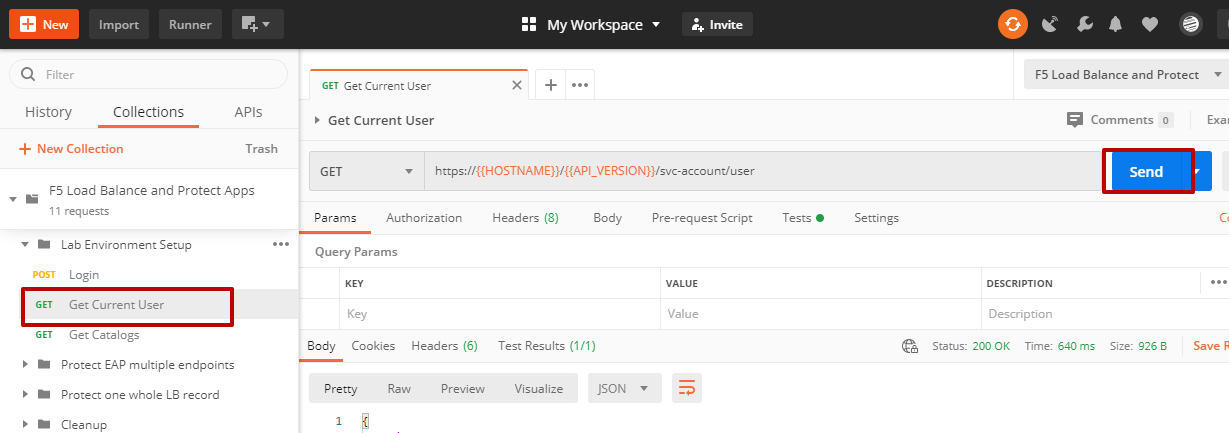 New Import Runner My Workspace Invite
Filter
History Collections APIs
New Collection Trash
F5 Load Balance and Protect Apps
11 requests
Lab Environment Setup
POST Login
GET Get Current User
GET Get Catalogs
Protect EAP multiple endpoints
Protect one whole LB record
Cleanup
GET Get Current User
F5 Load Balance and Protect
Get Current User Comments 0 Exa
GET https://{{HOSTNAME}}/{{API_VERSION}}/svc-account/user Send
Params Authorization Headers (8) Body Pre-request Script Tests Settings Co
Query Params
KEY VALUE DESCRIPTION
Key Value Description
Body Cookies Headers (6) Test Results (1/1) Status: 200 OK Time: 640 ms Size: 926 B Save R
Pretty Raw Preview Visualize JSON
1 {